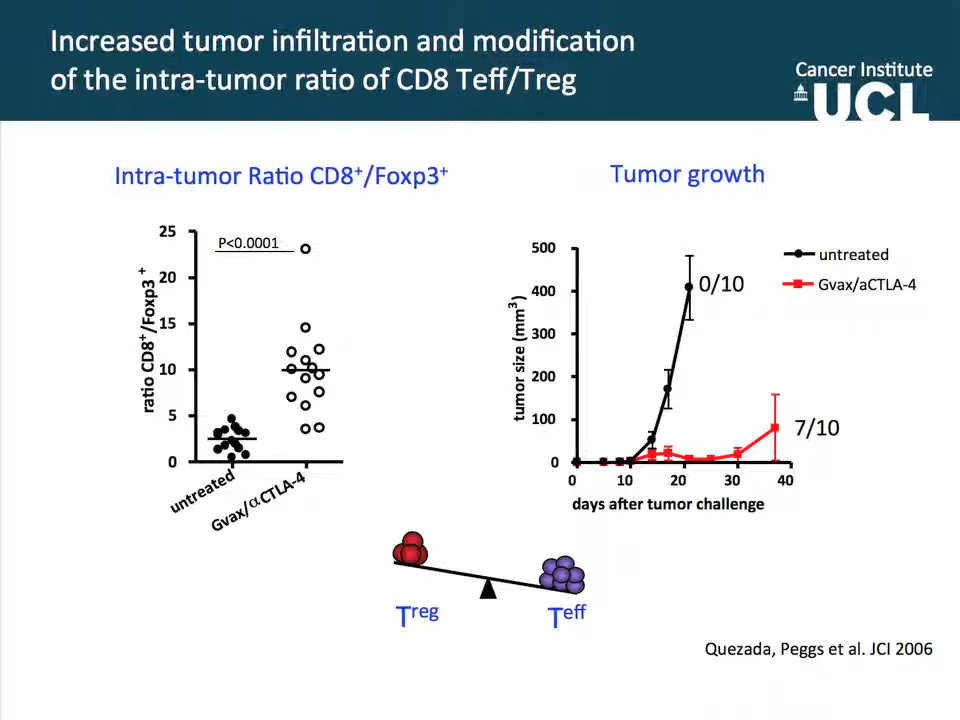 Increased tumor infiltration and modification
of the intra-tumor ratio of CD8 Teff/Treg
Cancer Institute
UCL
Intra-tumor Ratio CD8⁺/Foxp3⁺
25
20
15
10
5
0
ratio CD8⁺/Foxp3⁺
P<0.0001
untreated
Gvax/αCTLA-4
Tumor growth
500
400
300
200
100
0
tumor size (mm³)
0 10 20 30 40
days after tumor challenge
0/10
7/10
untreated
Gvax/aCTLA-4
Treg
Teff
Quezada, Peggs et al. JCI 2006